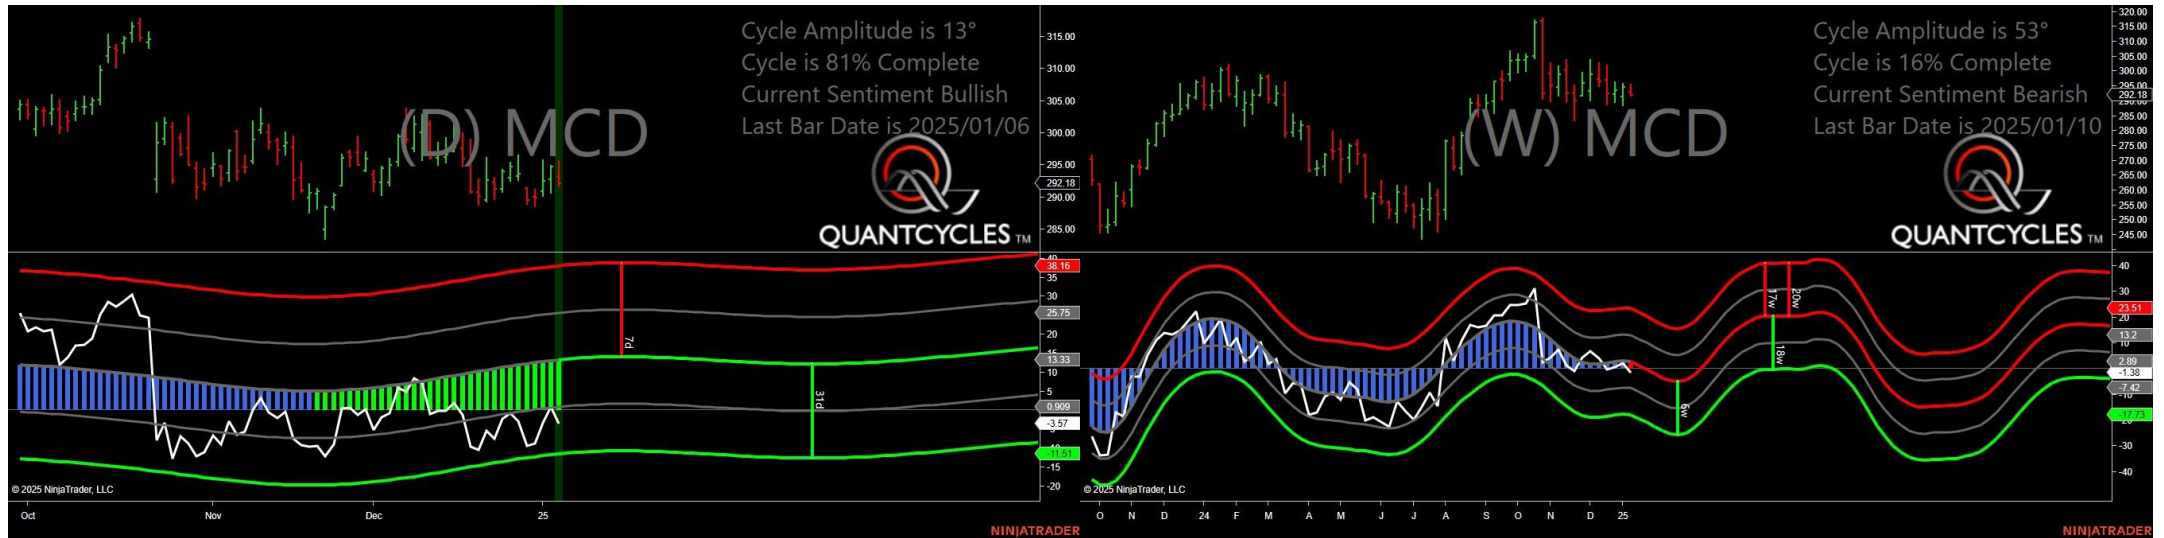 Cycle Amplitude is 13°
Cycle is 81% Complete
Current Sentiment Bullish
Last Bar Date is 2025/01/06
(D) MCD
QUANTCYCLES TM
315.00
310.00
305.00
300.00
295.00
292.18
290.00
285.00
38.16
35
30
25.75
20
13.33
10
5
0.909
-3.57
-11.51
-15
-20
7d
31d
© 2025 NinjaTrader, LLC
Oct
Nov
Dec
25
NINJATRADER
Cycle Amplitude is 53°
Cycle is 16% Complete
Current Sentiment Bearish
Last Bar Date is 2025/01/10
(W) MCD
QUANTCYCLES TM
320.00
315.00
310.00
305.00
300.00
295.00
292.18
285.00
280.00
275.00
270.00
265.00
260.00
255.00
250.00
245.00
40
30
23.51
20
13.2
2.89
-1.38
-7.42
-17.73
-30
-40
17w
20w
18w
6w
© 2025 NinjaTrader, LLC
O
N
D
24
F
M
A
M
J
J
A
S
O
N
D
25
NINJATRADER